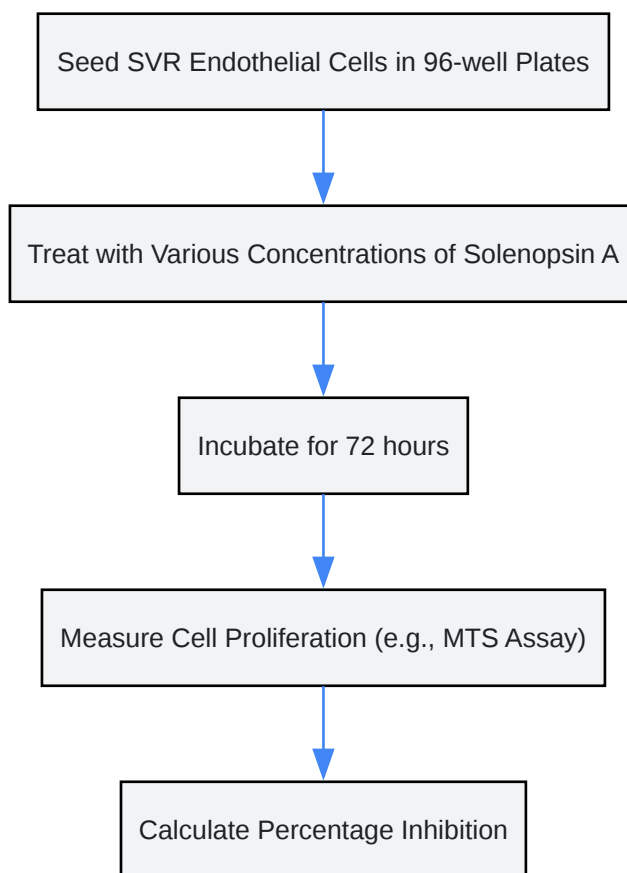 Seed SVR Endothelial Cells in 96-well Plates
Treat with Various Concentrations of Solenopsin A
Incubate for 72 hours
Measure Cell Proliferation (e.g., MTS Assay)
Calculate Percentage Inhibition